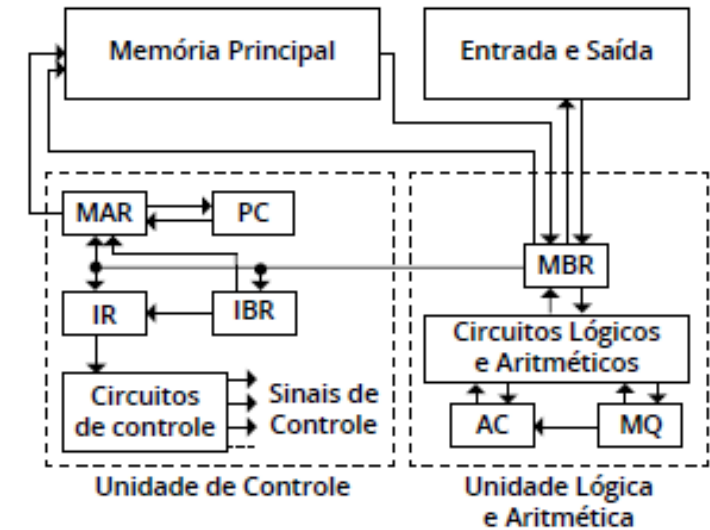 Memória Principal
Entrada e Saída
MAR
PC
MBR
IR
IBR
Circuitos Lógicos
e Aritméticos
Circuitos
de controle
Sinais de
Controle
AC
MQ
Unidade de Controle
Unidade Lógica
e Aritmética